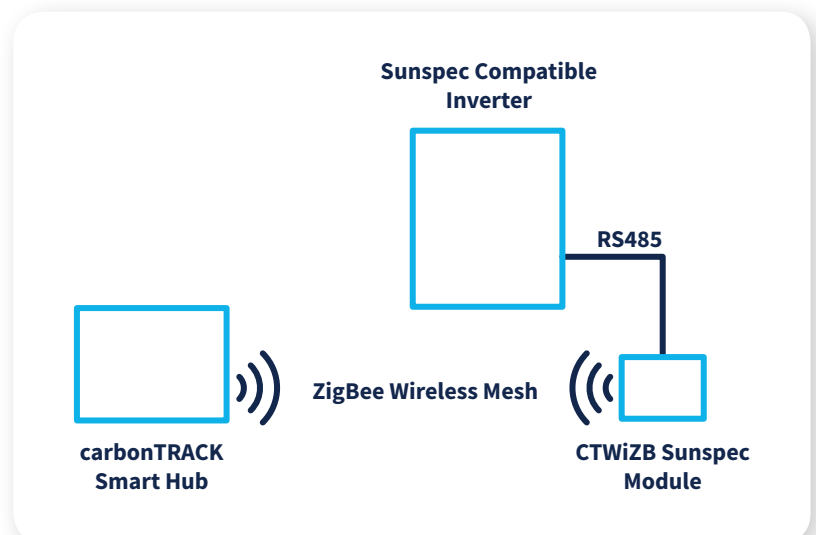 Sunspec Compatible
Inverter
RS485
ZigBee Wireless Mesh
carbonTRACK
Smart Hub
CTWiZB Sunspec
Module